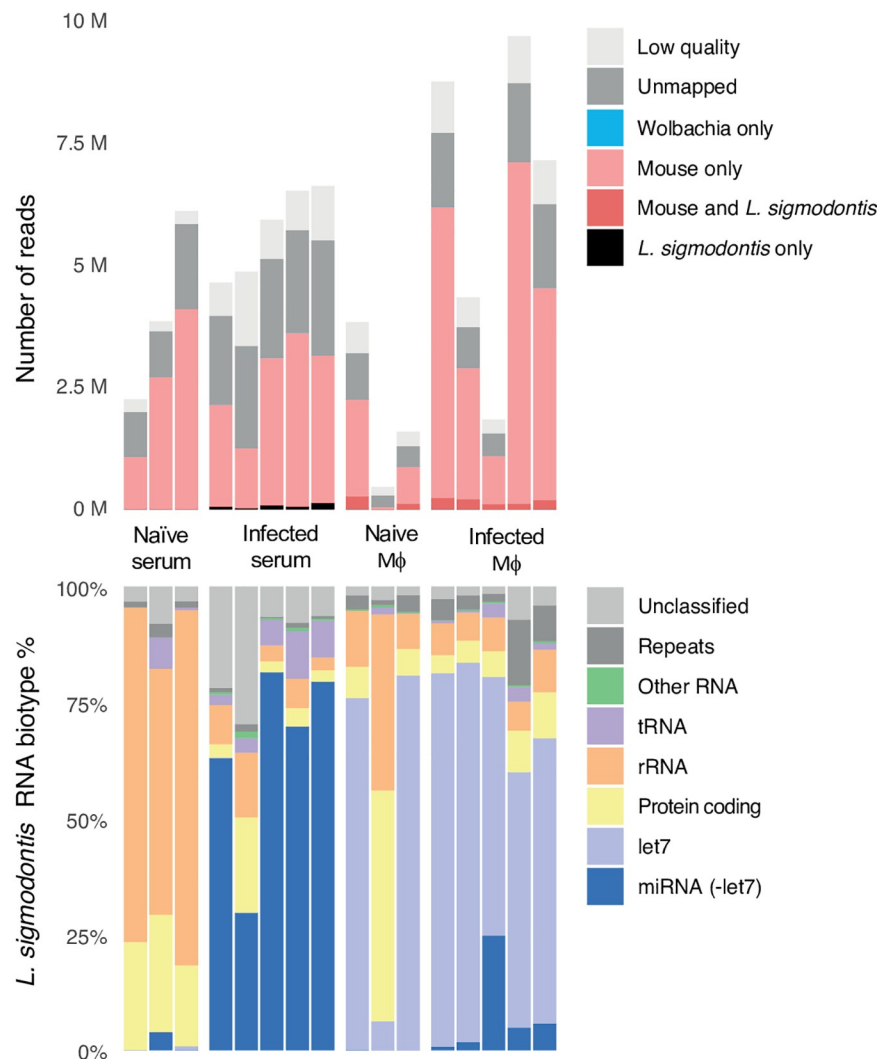 10 M
7.5 M
5 M
2.5 M
0 M
Number of reads
Low quality
Unmapped
Wolbachia only
Mouse only
Mouse and L. sigmodontis
L. sigmodontis only
Naïve
serum
Infected
serum
Naive
Mϕ
Infected
Mϕ
100%
75%
50%
25%
0%
L. sigmodontis RNA biotype %
Unclassified
Repeats
Other RNA
tRNA
rRNA
Protein coding
let7
miRNA (-let7)